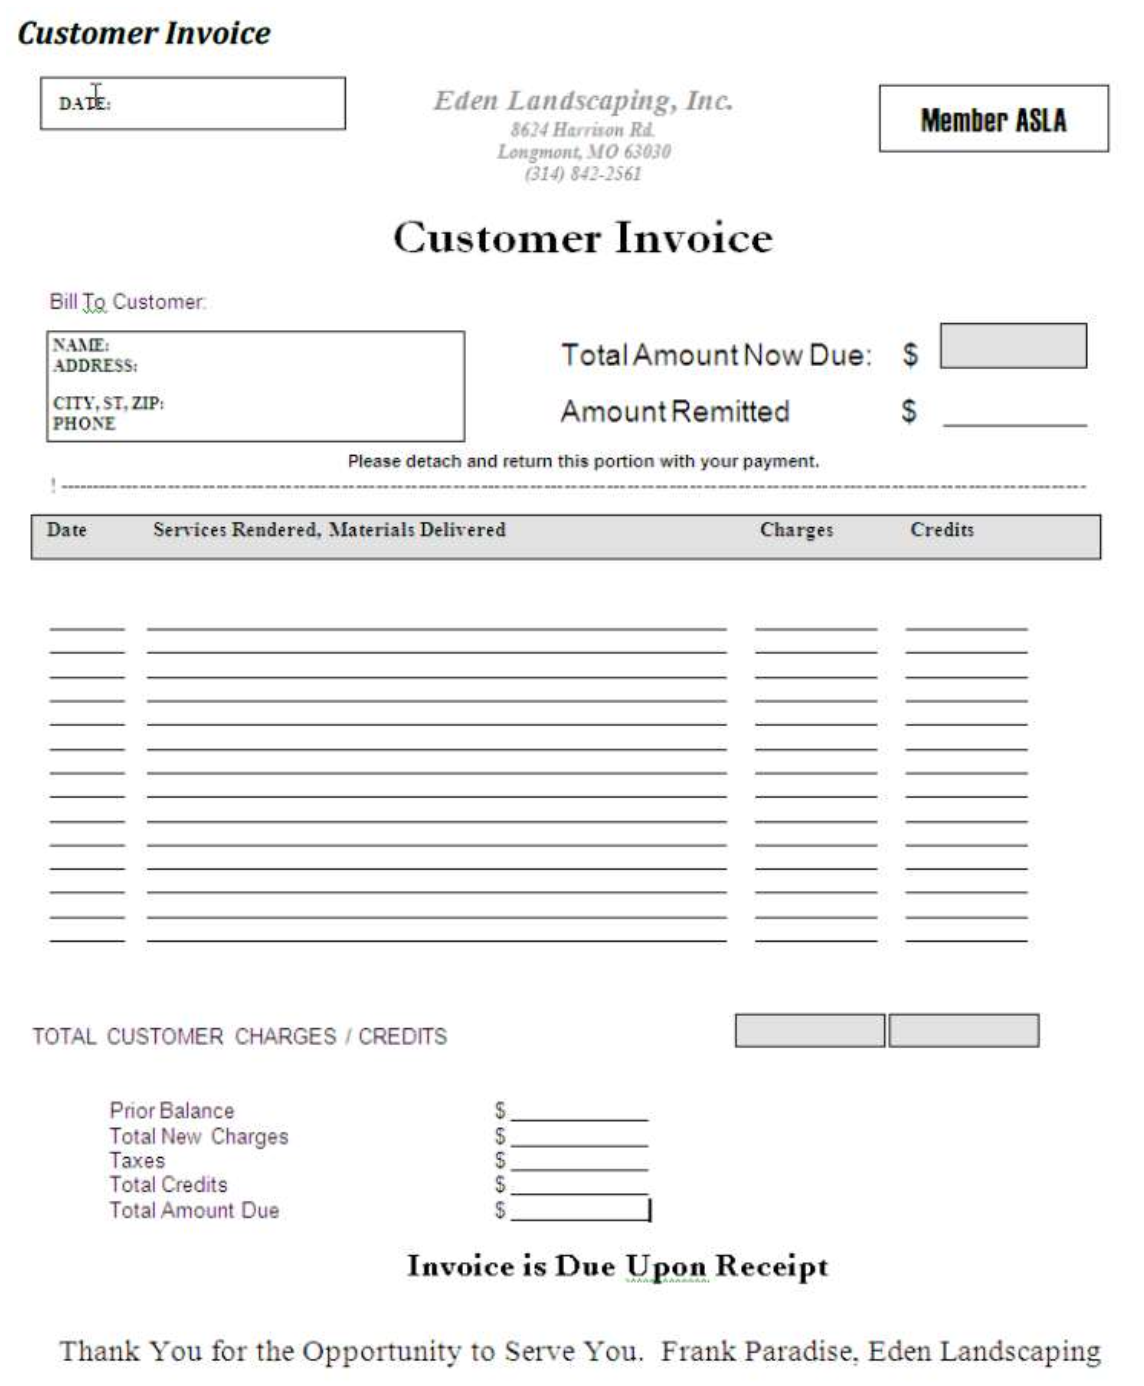 Customer Invoice
DATE:
Eden Landscaping, Inc.
8624 Harrison Rd.
Longmont, MO 63030
(314) 842-2561
Member ASLA
Customer Invoice
Bill To Customer:
NAME:
ADDRESS:
CITY, ST, ZIP:
PHONE
Total Amount Now Due: $
Amount Remitted $
Please detach and return this portion with your payment.
Date Services Rendered, Materials Delivered Charges Credits
TOTAL CUSTOMER CHARGES / CREDITS
Prior Balance $
Total New Charges $
Taxes $
Total Credits $
Total Amount Due $
Invoice is Due Upon Receipt
Thank You for the Opportunity to Serve You. Frank Paradise, Eden Landscaping